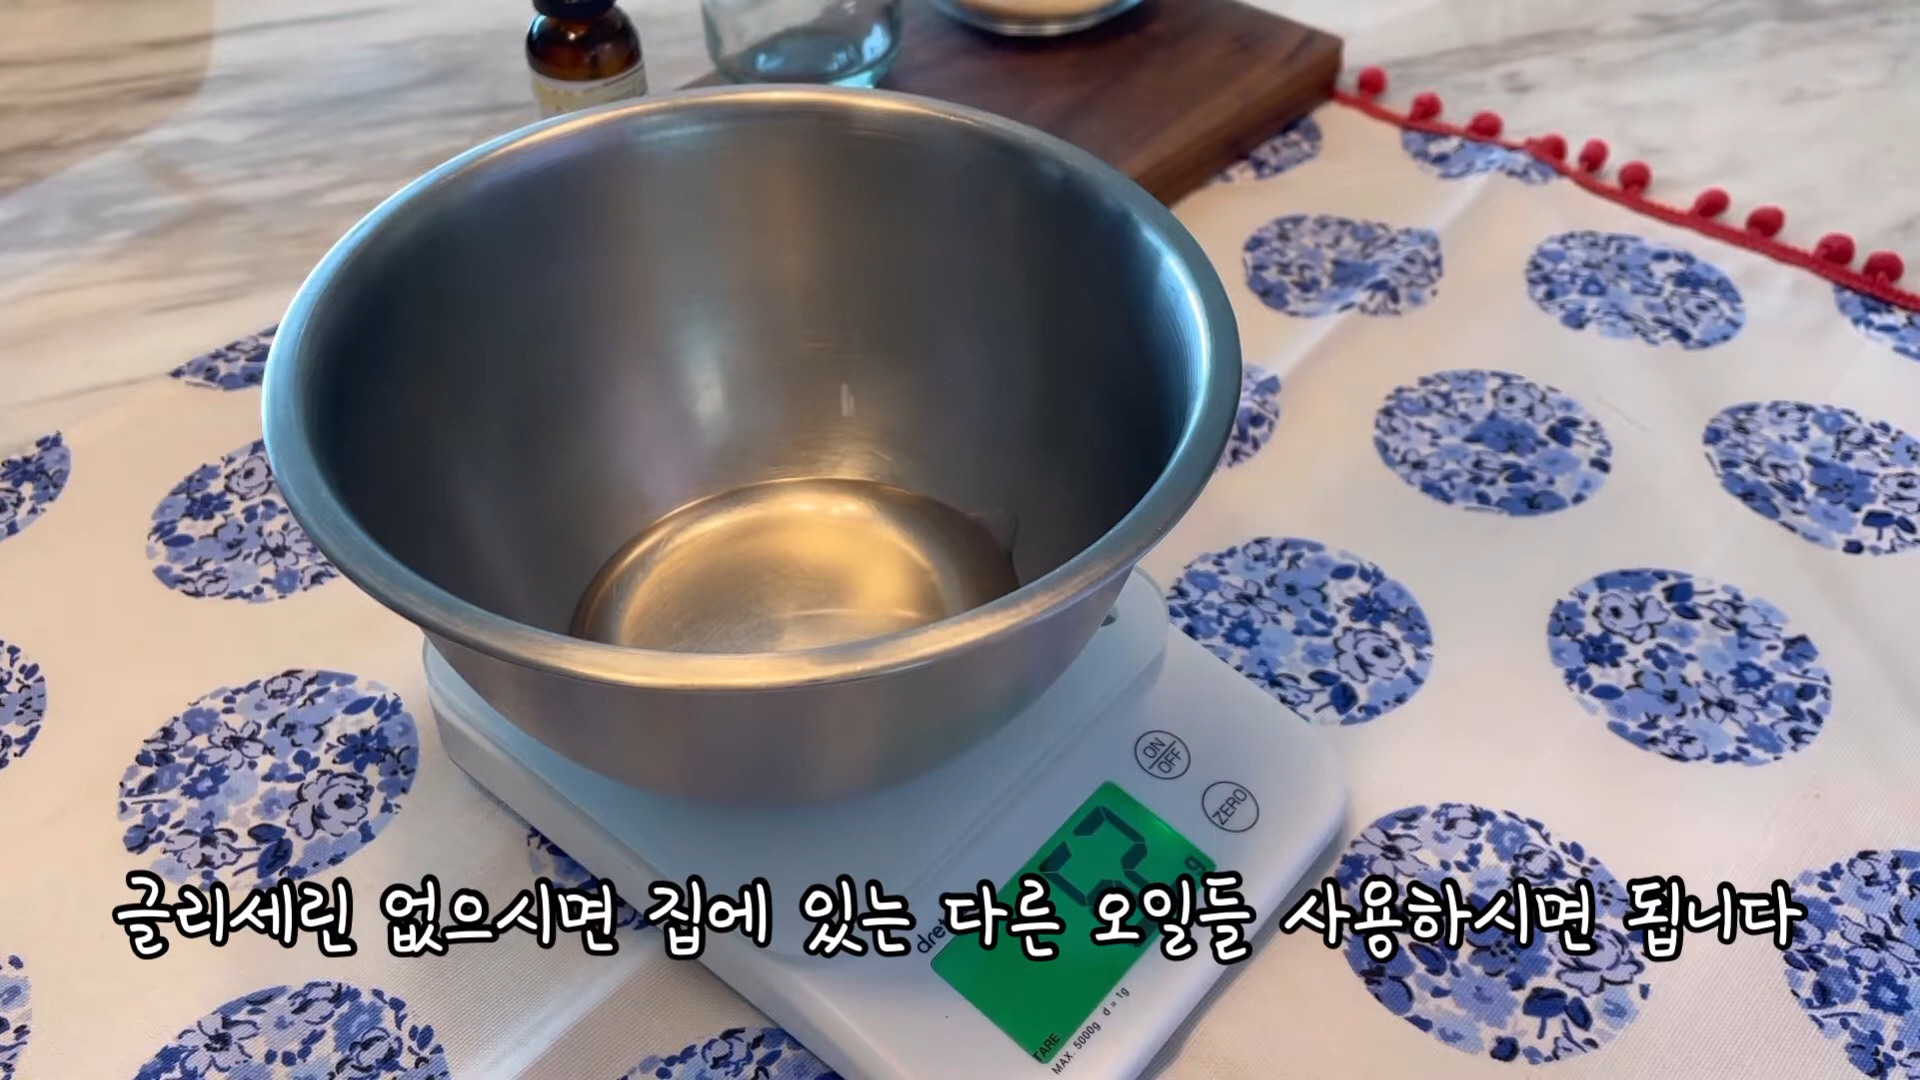 글리세린 없으시면 집에 있는 다른 오일들 사용하시면 됩니다
ON
OFF
ZERO
52
g
TARE
MAX. 5000g d = 1g